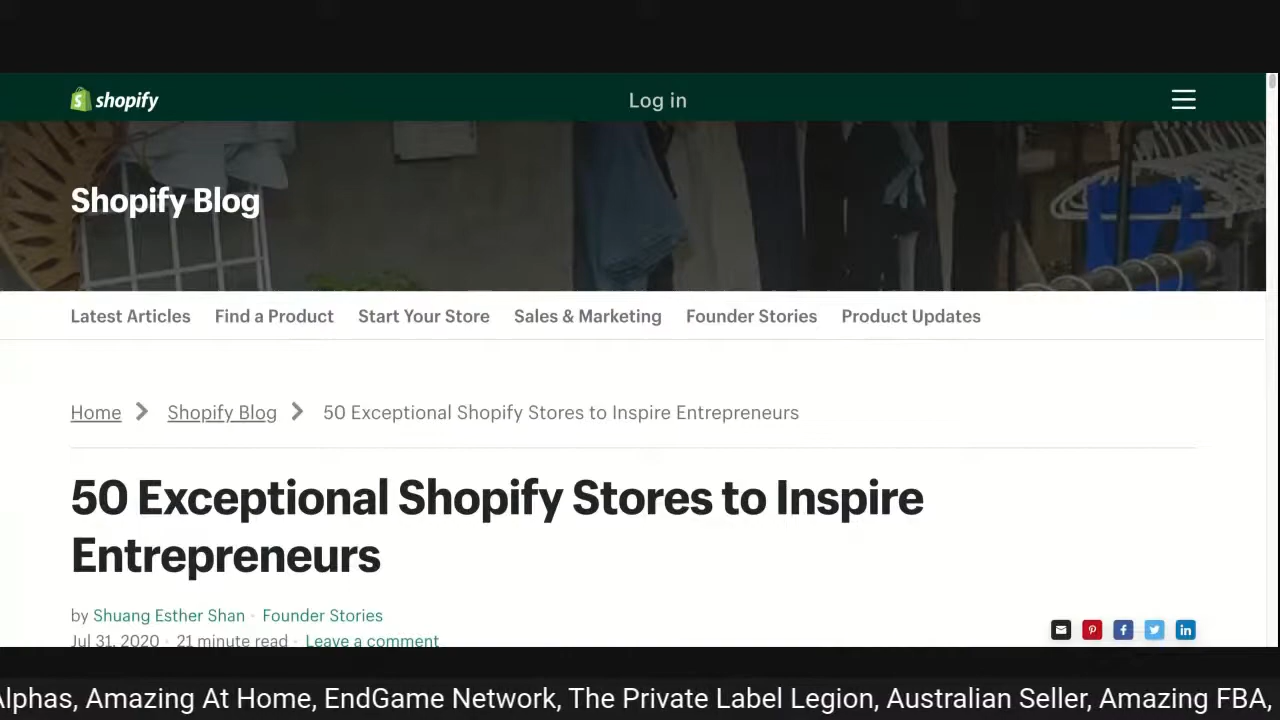 shopify
Log in
Shopify Blog
Latest Articles Find a Product Start Your Store Sales & Marketing Founder Stories Product Updates
Home Shopify Blog 50 Exceptional Shopify Stores to Inspire Entrepreneurs
50 Exceptional Shopify Stores to Inspire
Entrepreneurs
by Shuang Esther Shan · Founder Stories
Jul 31, 2020 · 21 minute read · Leave a comment
Alphas, Amazing At Home, EndGame Network, The Private Label Legion, Australian Seller, Amazing FBA,